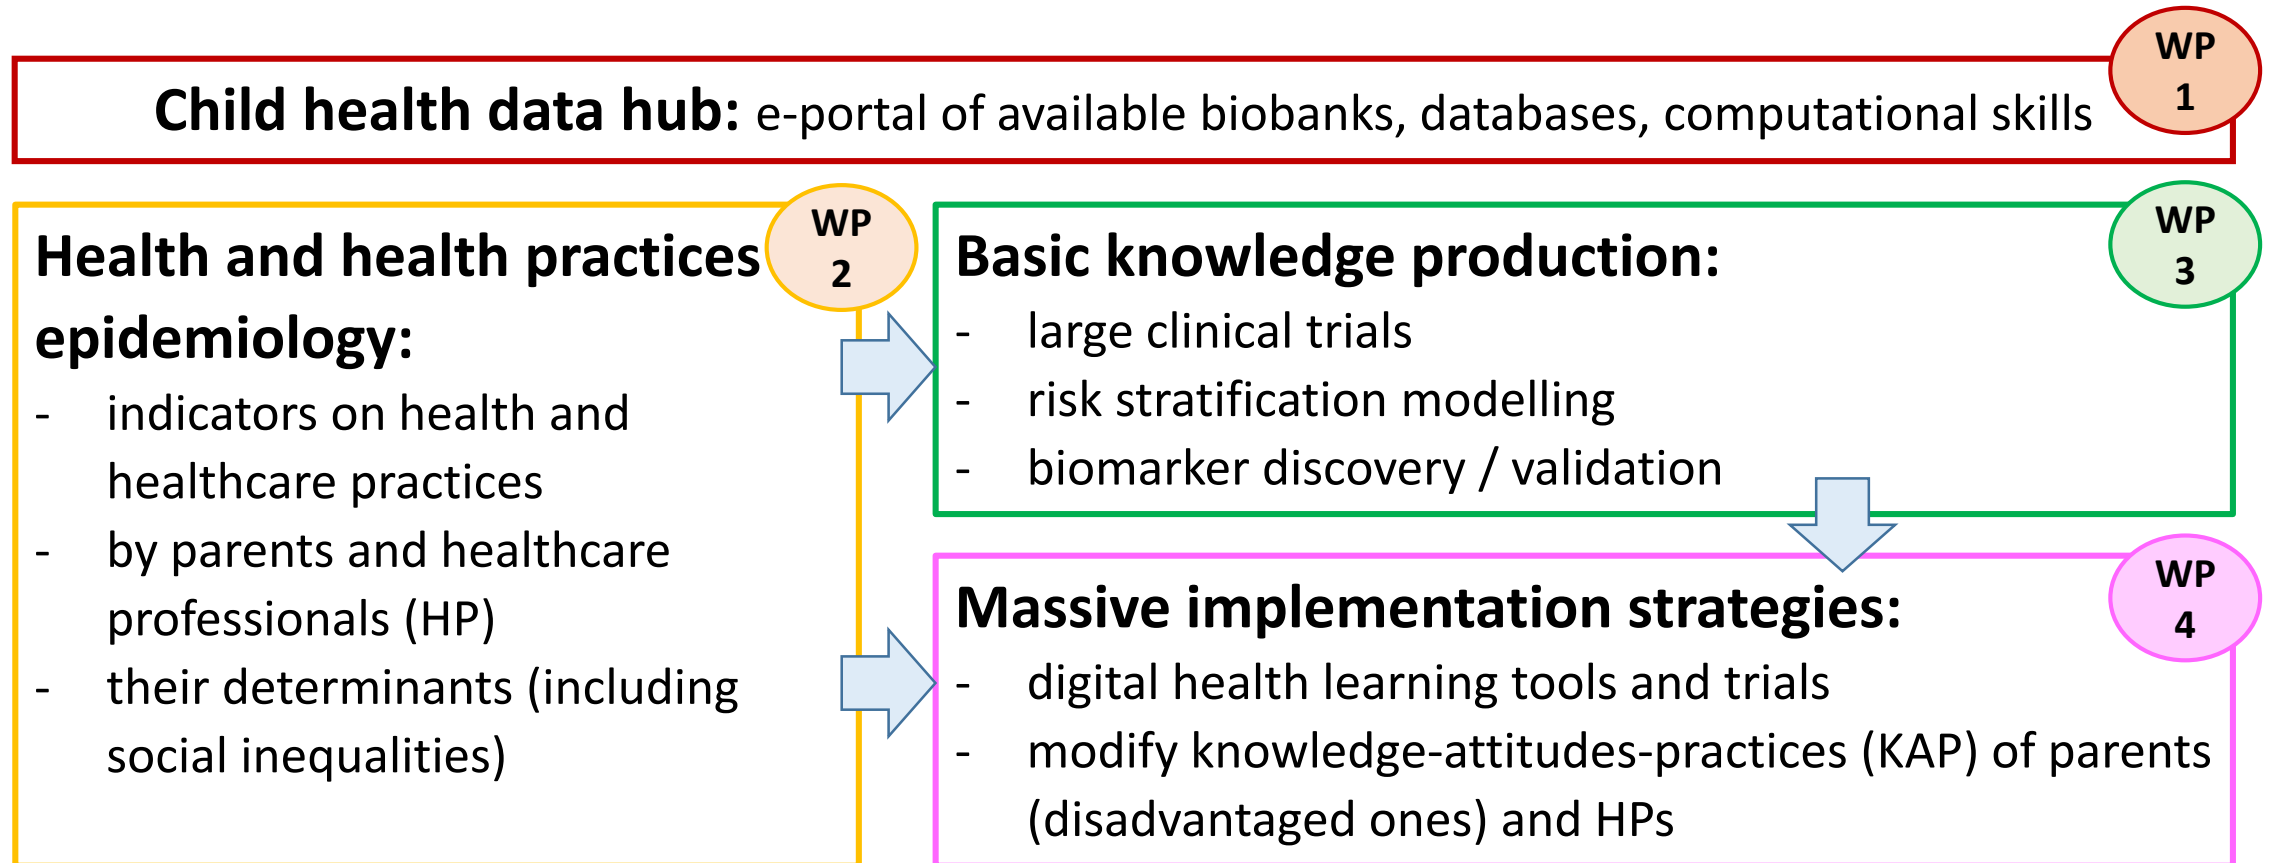 WP
1
Child health data hub: e-portal of available biobanks, databases, computational skills
WP
2
Health and health practices
epidemiology:
- indicators on health and
healthcare practices
- by parents and healthcare
professionals (HP)
- their determinants (including
social inequalities)
WP
3
Basic knowledge production:
- large clinical trials
- risk stratification modelling
- biomarker discovery / validation
WP
4
Massive implementation strategies:
- digital health learning tools and trials
- modify knowledge-attitudes-practices (KAP) of parents
(disadvantaged ones) and HPs